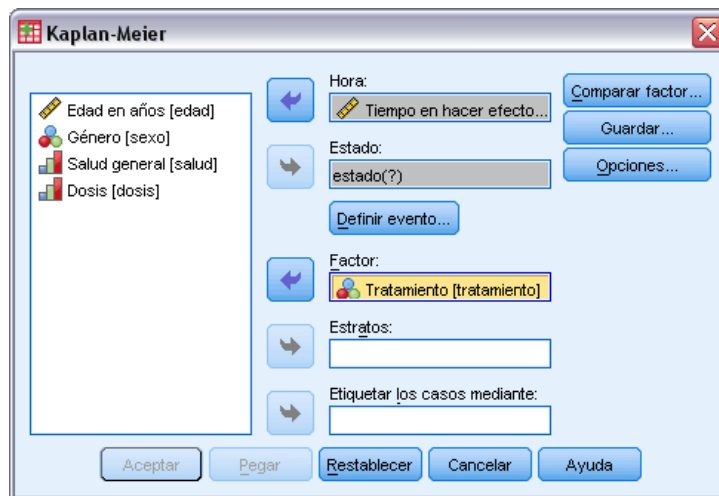 Kaplan-Meier
Edad en años [edad]
Género [sexo]
Salud general [salud]
Dosis [dosis]
Hora:
Tiempo en hacer efecto...
Estado:
estado(?)
Definir evento...
Factor:
Tratamiento [tratamiento]
Estratos:
Etiquetar los casos mediante:
Comparar factor...
Guardar...
Opciones...
Aceptar
Pegar
Restablecer
Cancelar
Ayuda